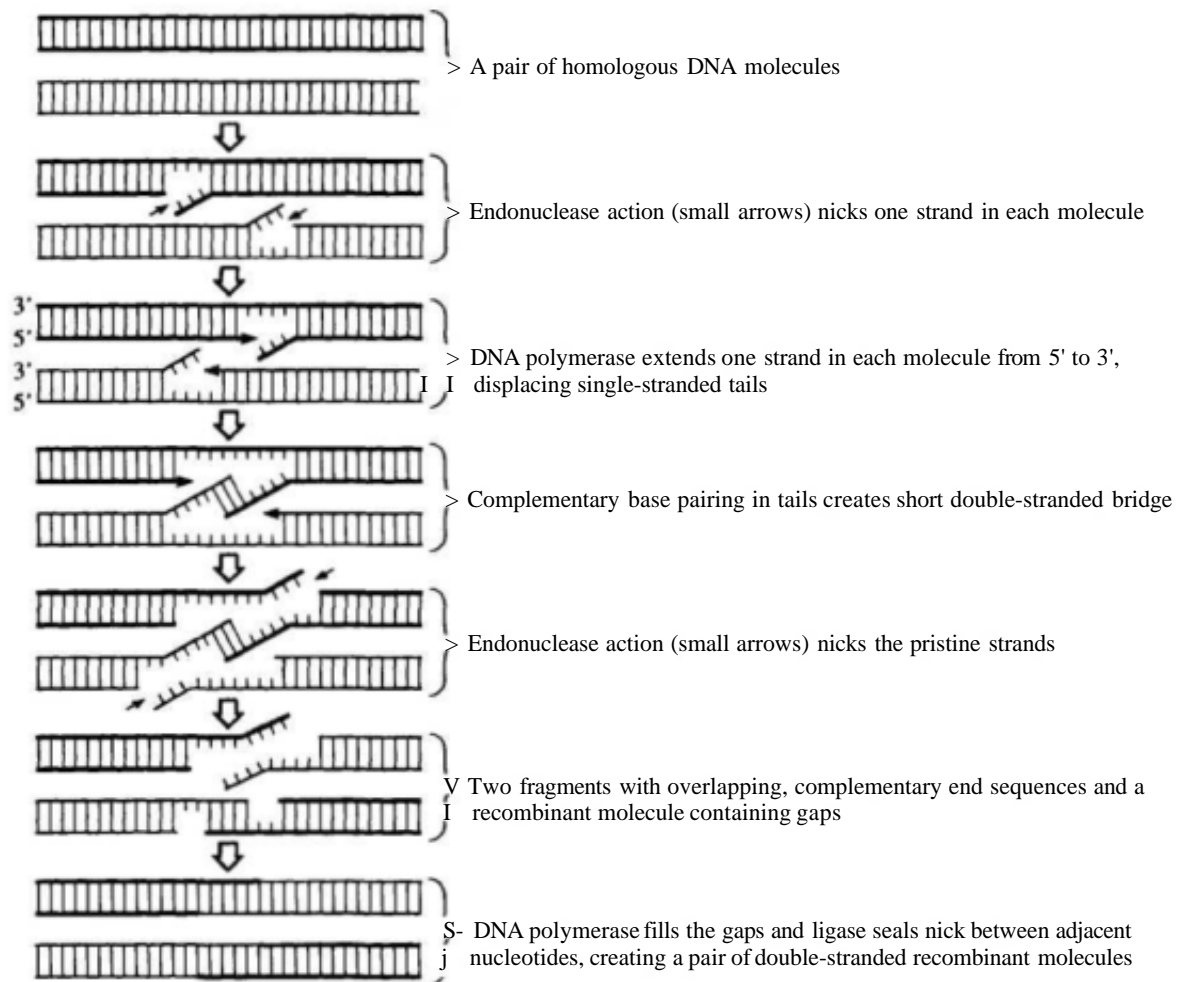 > A pair of homologous DNA molecules
> Endonuclease action (small arrows) nicks one strand in each molecule
3'
5'
3'
5'
> DNA polymerase extends one strand in each molecule from 5' to 3',
I I displacing single-stranded tails
> Complementary base pairing in tails creates short double-stranded bridge
> Endonuclease action (small arrows) nicks the pristine strands
V Two fragments with overlapping, complementary end sequences and a
I recombinant molecule containing gaps
S- DNA polymerase fills the gaps and ligase seals nick between adjacent
j nucleotides, creating a pair of double-stranded recombinant molecules